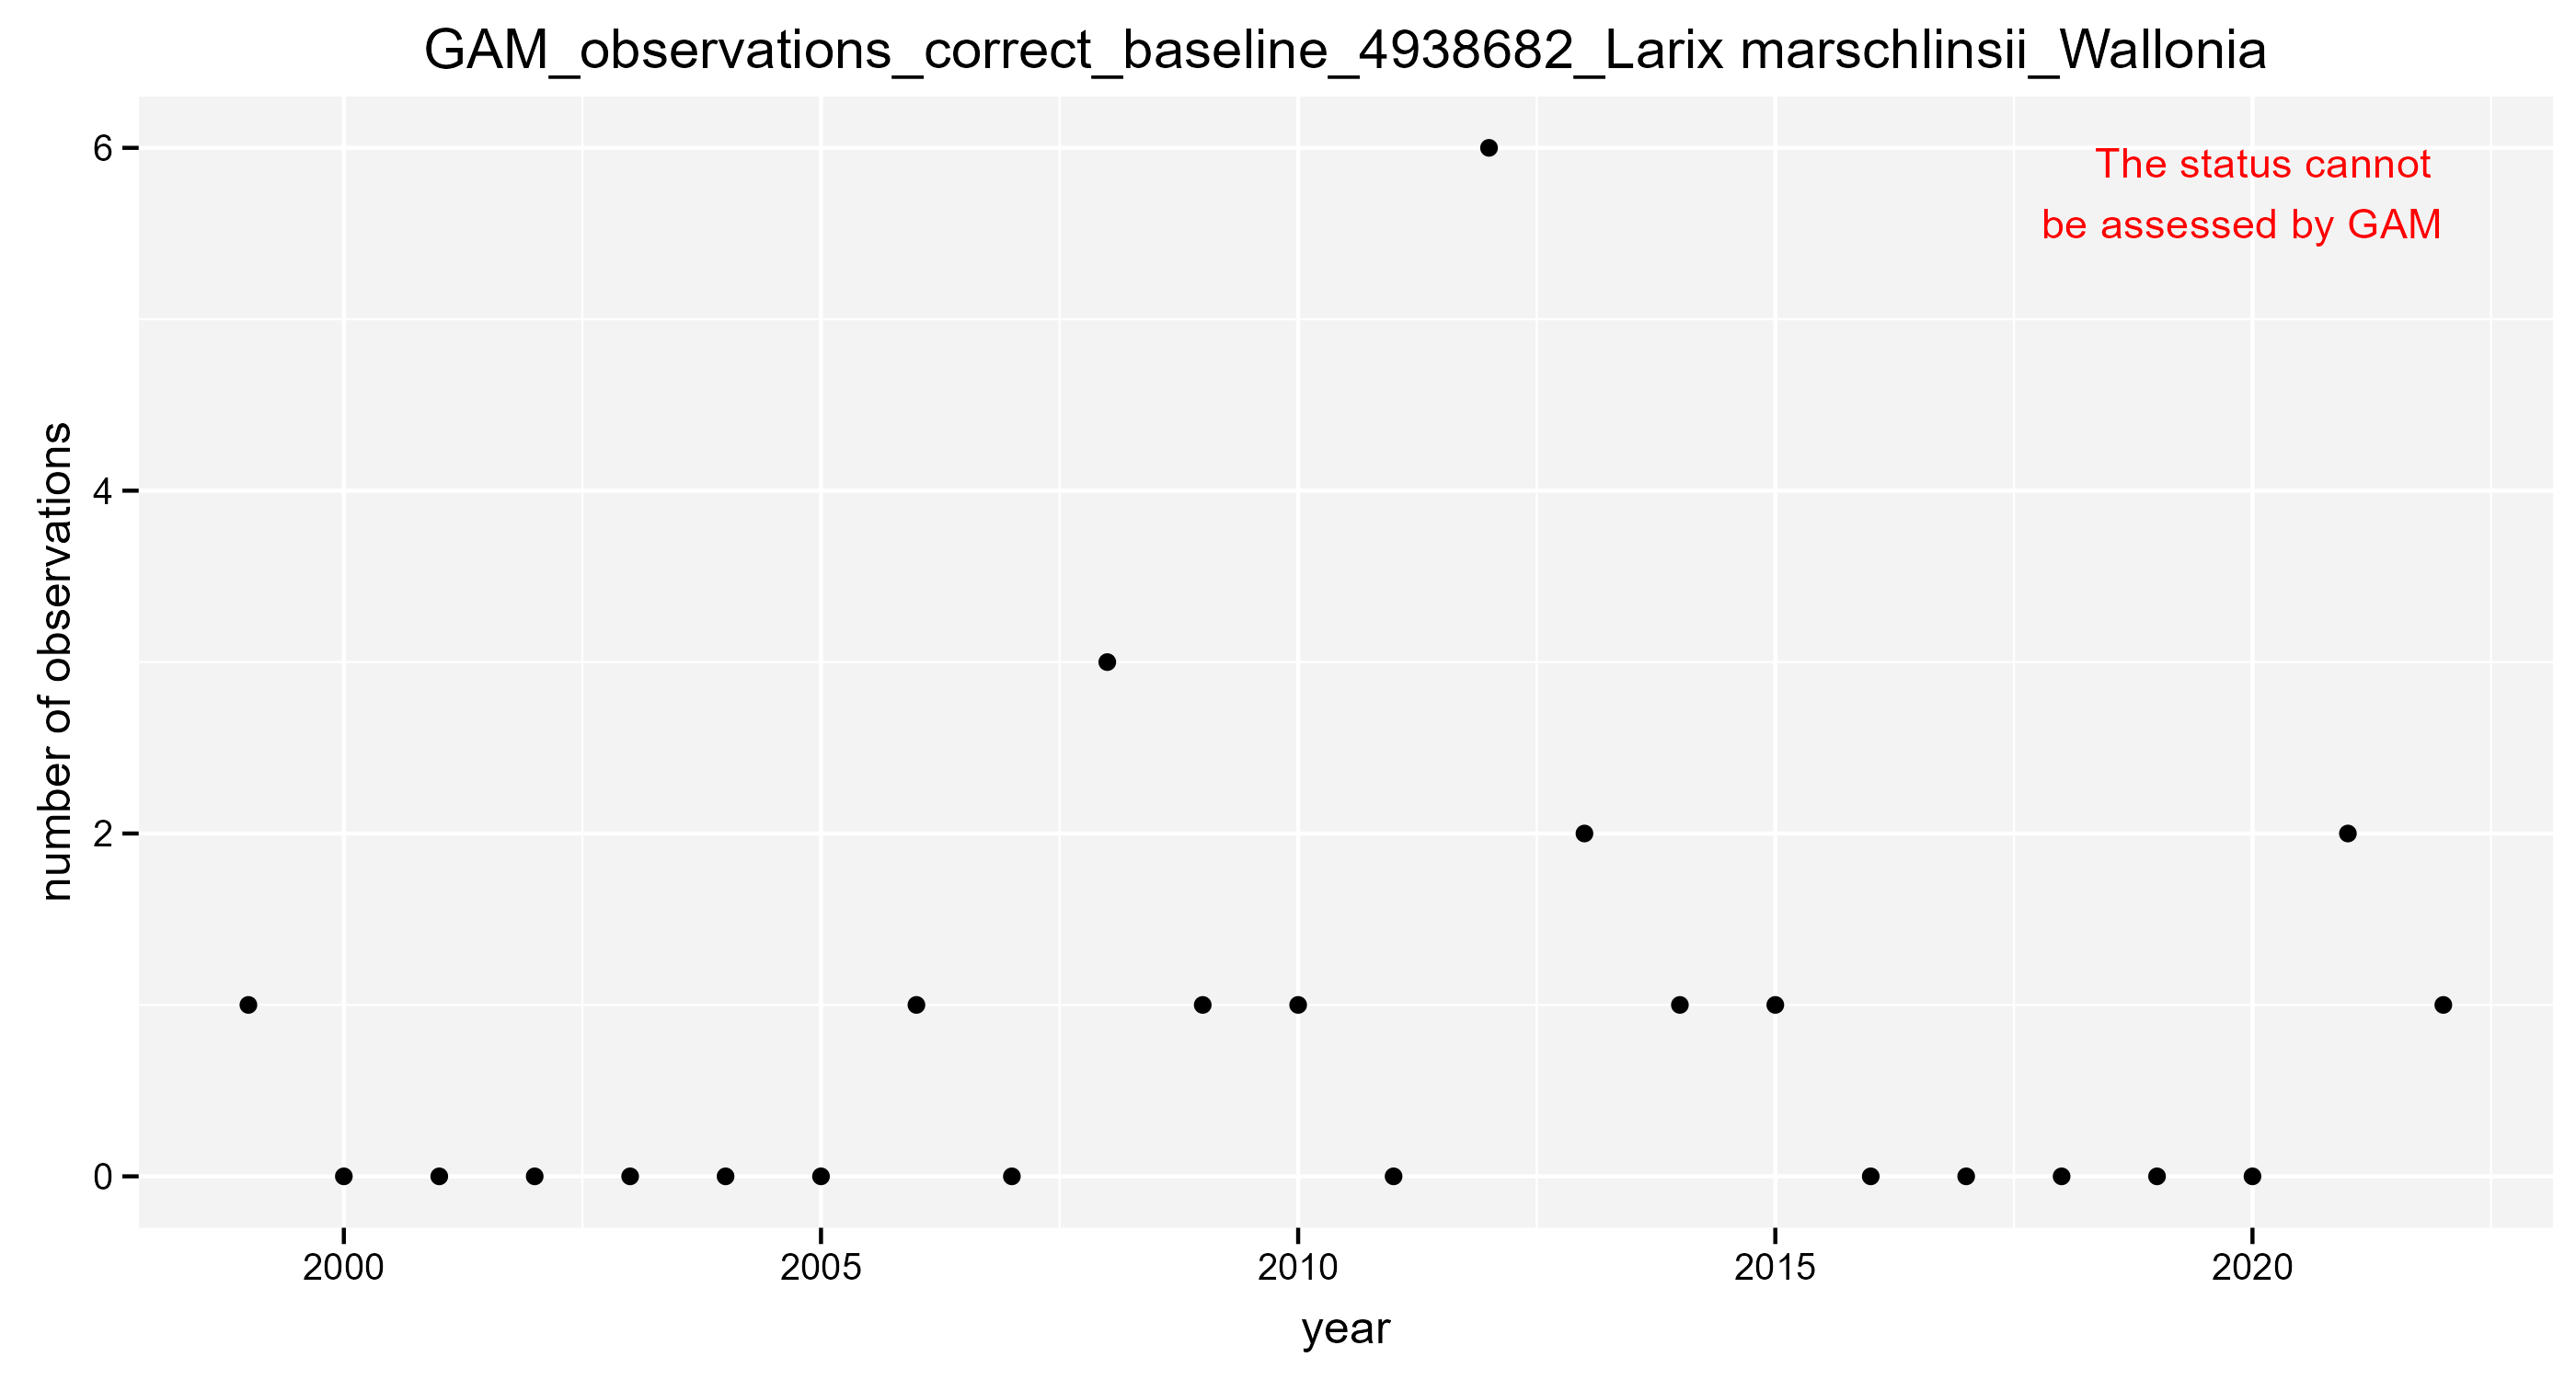 GAM_observations_correct_baseline_4938682_Larix marschlinsii_Wallonia
The status cannot
be assessed by GAM
number of observations
6
4
2
0
2000 2005 2010 2015 2020
year